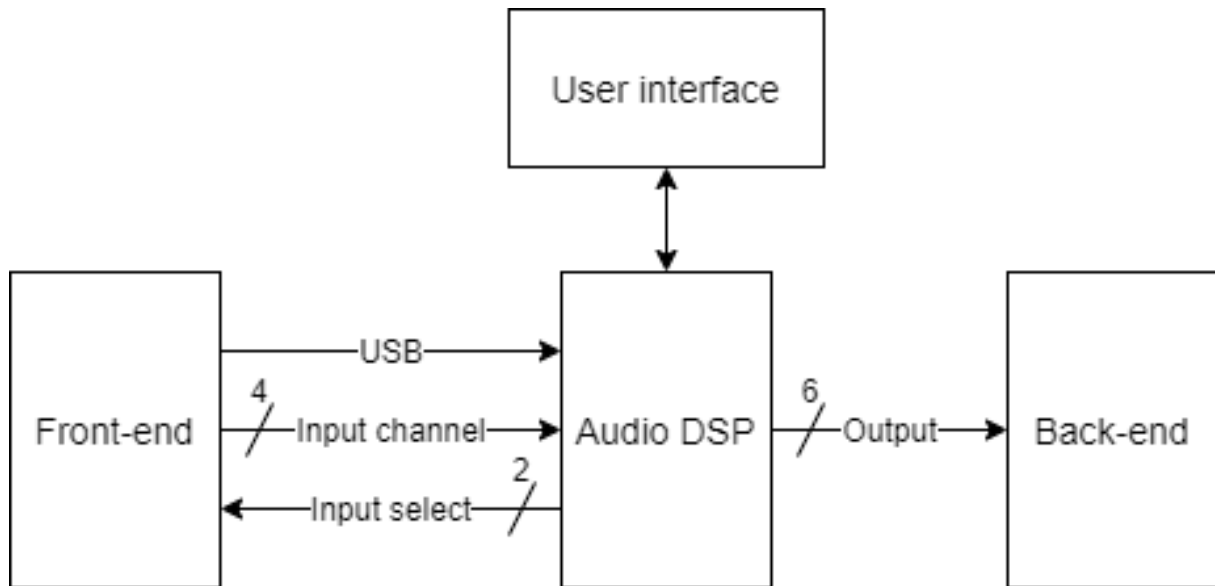 User interface
USB
4
6
Front-end
Input channel
Audio DSP
Output
Back-end
2
Input select